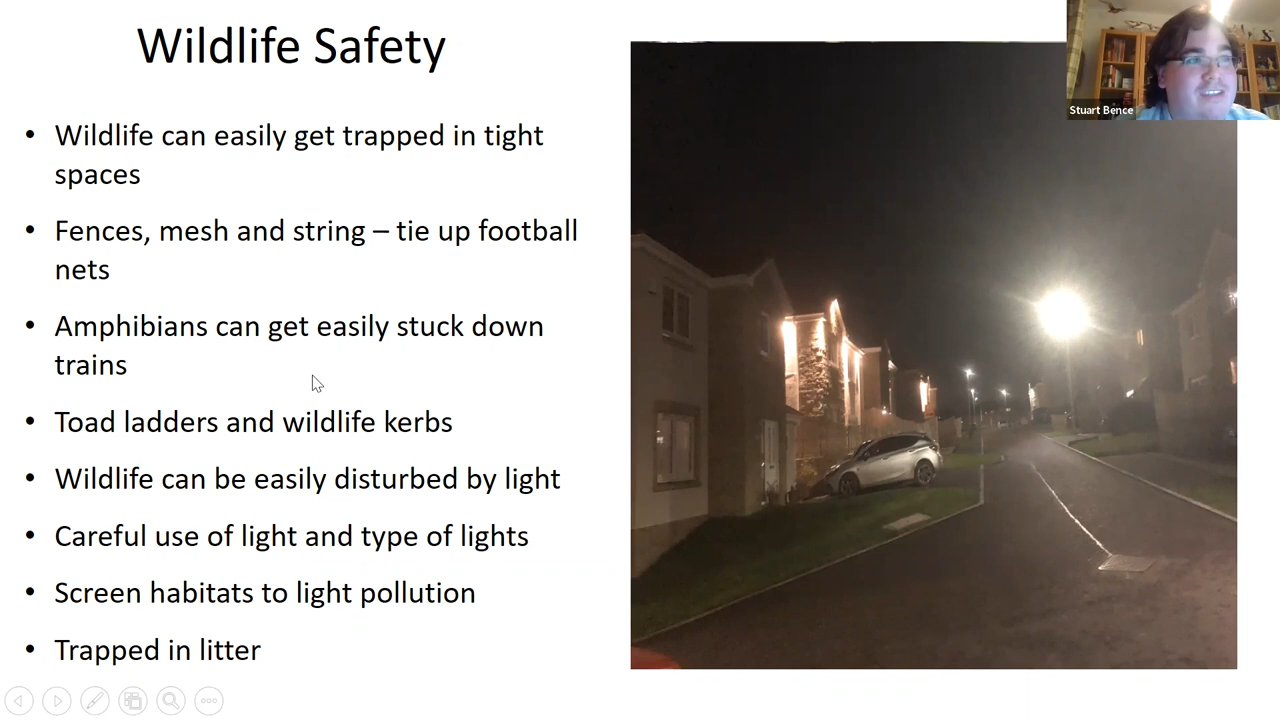 Wildlife Safety
Stuart Bence
• Wildlife can easily get trapped in tight
spaces
• Fences, mesh and string – tie up football
nets
• Amphibians can get easily stuck down
trains
• Toad ladders and wildlife kerbs
• Wildlife can be easily disturbed by light
• Careful use of light and type of lights
• Screen habitats to light pollution
• Trapped in litter